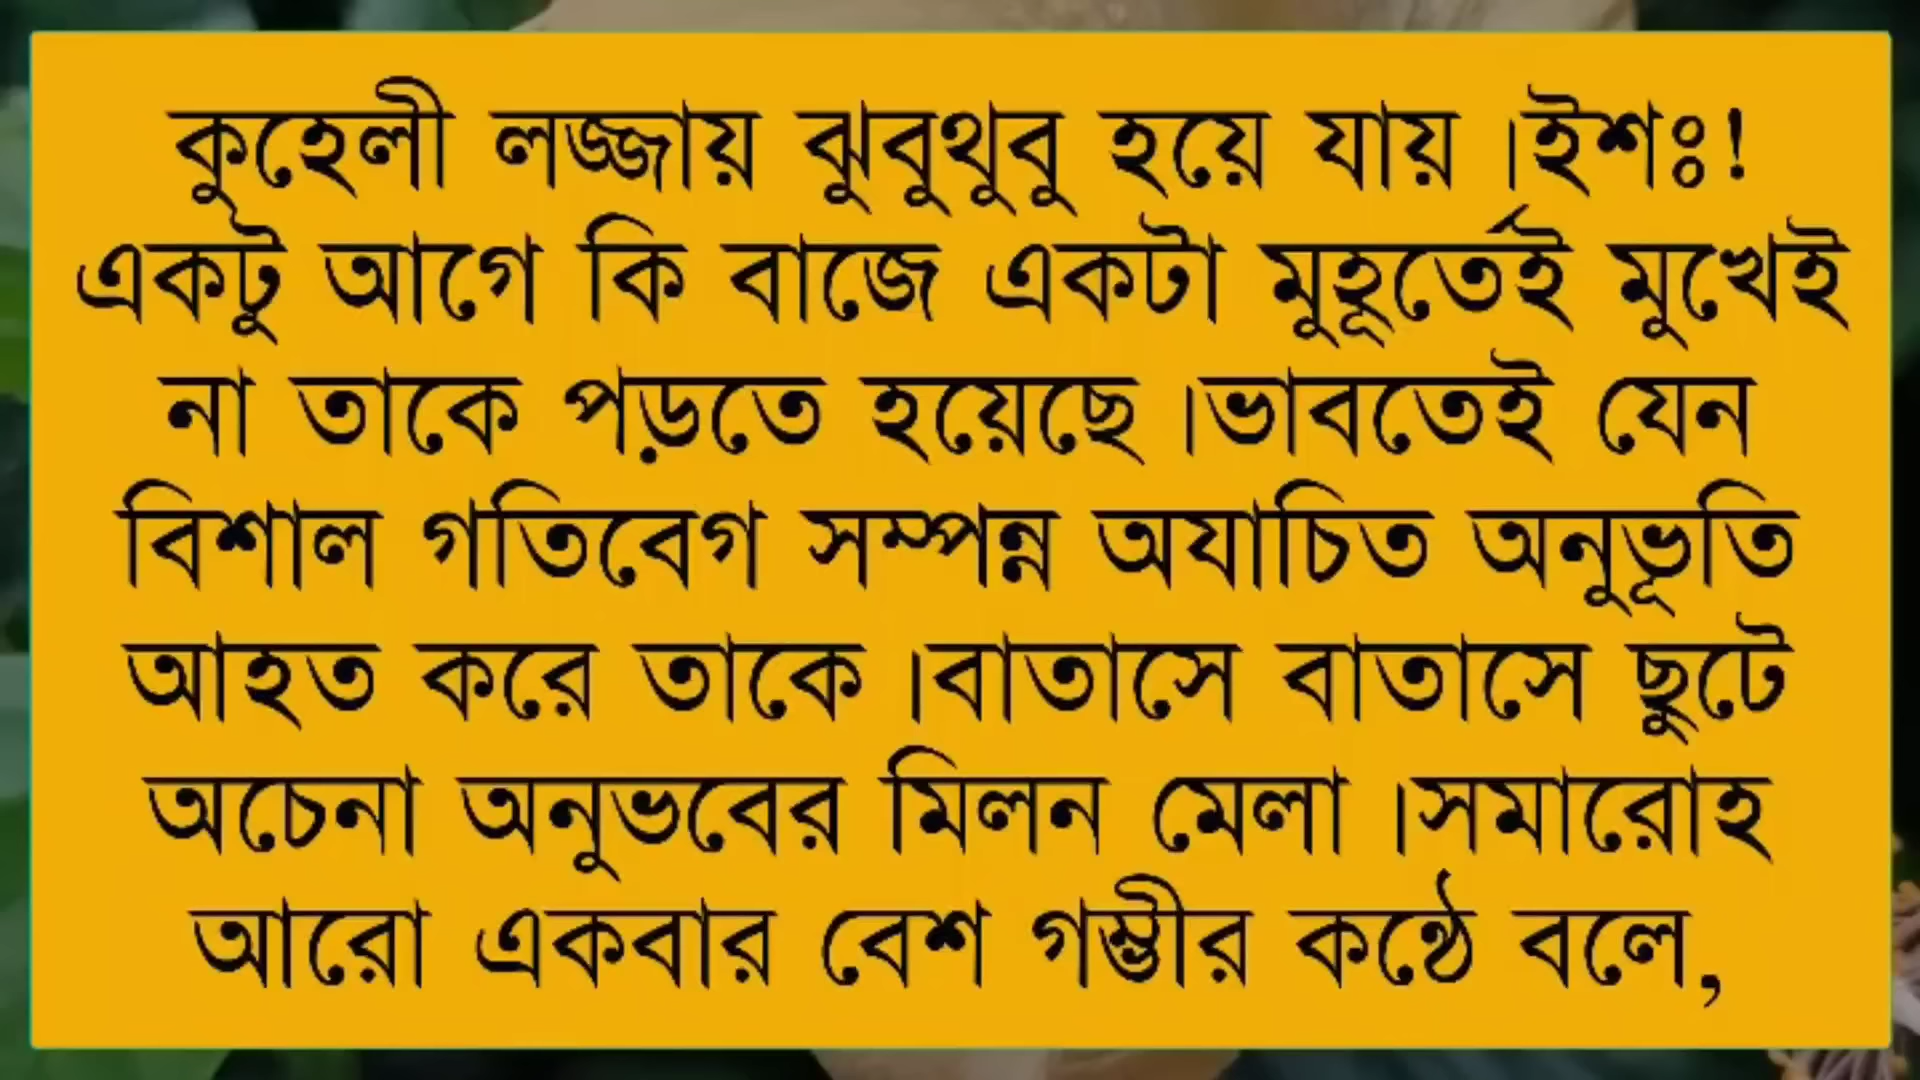 কুহেলী লজ্জায় ঝুবুথুবু হয়ে যায় ।ইশঃ!
একটু আগে কি বাজে একটা মুহূর্তেই মুখেই
না তাকে পড়তে হয়েছে ।ভাবতেই যেন
বিশাল গতিবেগ সম্পন্ন অযাচিত অনুভূতি
আহত করে তাকে ।বাতাসে বাতাসে ছুটে
অচেনা অনুভবের মিলন মেলা ।সমারোহ
আরো একবার বেশ গম্ভীর কণ্ঠে বলে,